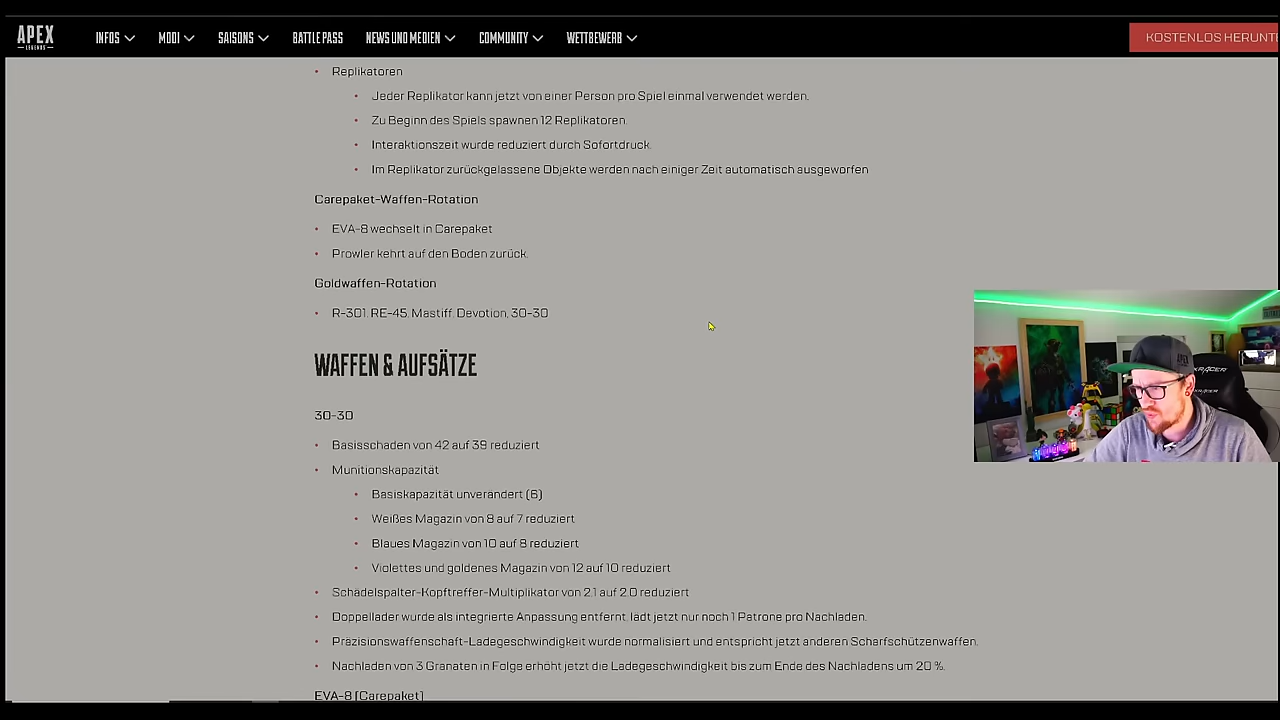 APEX
LEGENDS
INFOS
MODI
SAISONS
BATTLE PASS
NEWS UND MEDIEN
COMMUNITY
WETTBEWERB
KOSTENLOS HERUNTE
Replikatoren
Jeder Replikator kann jetzt von einer Person pro Spiel einmal verwendet werden.
Zu Beginn des Spiels spawnen 12 Replikatoren.
Interaktionszeit wurde reduziert durch Sofortdruck.
Im Replikator zurückgelassene Objekte werden nach einiger Zeit automatisch ausgeworfen
Carepaket-Waffen-Rotation
EVA-8 wechselt in Carepaket
Prowler kehrt auf den Boden zurück.
Goldwaffen-Rotation
R-301, RE-45, Mastiff, Devotion, 30-30
WAFFEN & AUFSÄTZE
30-30
Basisschaden von 42 auf 39 reduziert
Munitionskapazität
Basiskapazität unverändert (6)
Weißes Magazin von 8 auf 7 reduziert
Blaues Magazin von 10 auf 8 reduziert
Violettes und goldenes Magazin von 12 auf 10 reduziert
Schädelspalter-Kopftreffer-Multiplikator von 2.1 auf 2.0 reduziert
Doppellader wurde als integrierte Anpassung entfernt, lädt jetzt nur noch 1 Patrone pro Nachladen.
Präzisionswaffenschaft-Ladegeschwindigkeit wurde normalisiert und entspricht jetzt anderen Scharfschützenwaffen.
Nachladen von 3 Granaten in Folge erhöht jetzt die Ladegeschwindigkeit bis zum Ende des Nachladens um 20 %.
EVA-8 [Carepaket]